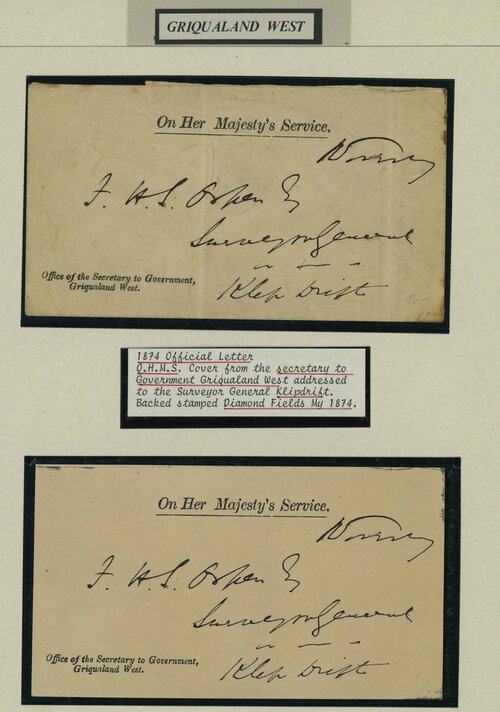 GRIQUALAND WEST
On Her Majesty's Service.
F. H. S. Orpen Esq
Surveyor General
Klip Drift
Office of the Secretary to Government,
Griqualand West.
1874 Official Letter
O.H.M.S. Cover from the secretary to
Government Griqualand West addressed
to the Surveyor General Klipdrift.
Backed stamped Diamond Fields My 1874.
On Her Majesty's Service.
F. H. S. Orpen Esq
Surveyor General
Klip Drift
Office of the Secretary to Government,
Griqualand West.